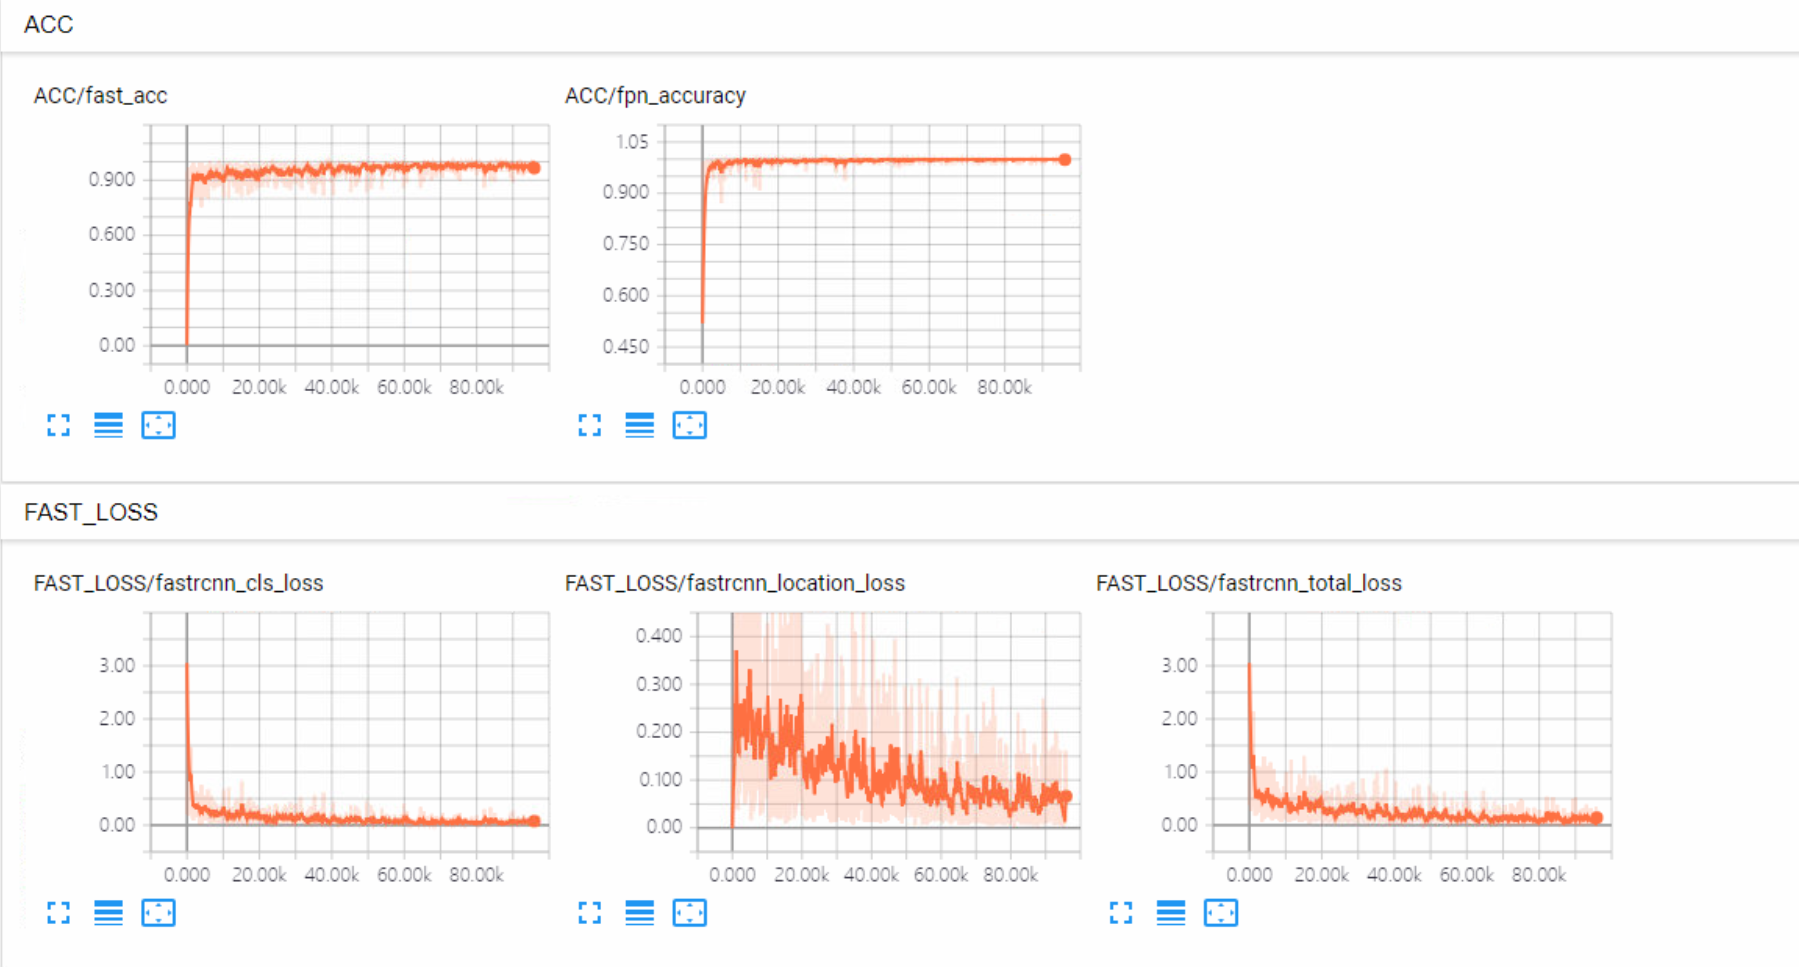 ACC
ACC/fast_acc
ACC/fpn_accuracy
0.900
0.600
0.300
0.00
0.000 20.00k 40.00k 60.00k 80.00k
1.05
0.900
0.750
0.600
0.450
0.000 20.00k 40.00k 60.00k 80.00k
FAST_LOSS
FAST_LOSS/fastrcnn_cls_loss
FAST_LOSS/fastrcnn_location_loss
FAST_LOSS/fastrcnn_total_loss
3.00
2.00
1.00
0.00
0.000 20.00k 40.00k 60.00k 80.00k
0.400
0.300
0.200
0.100
0.00
0.000 20.00k 40.00k 60.00k 80.00k
3.00
2.00
1.00
0.00
0.000 20.00k 40.00k 60.00k 80.00k